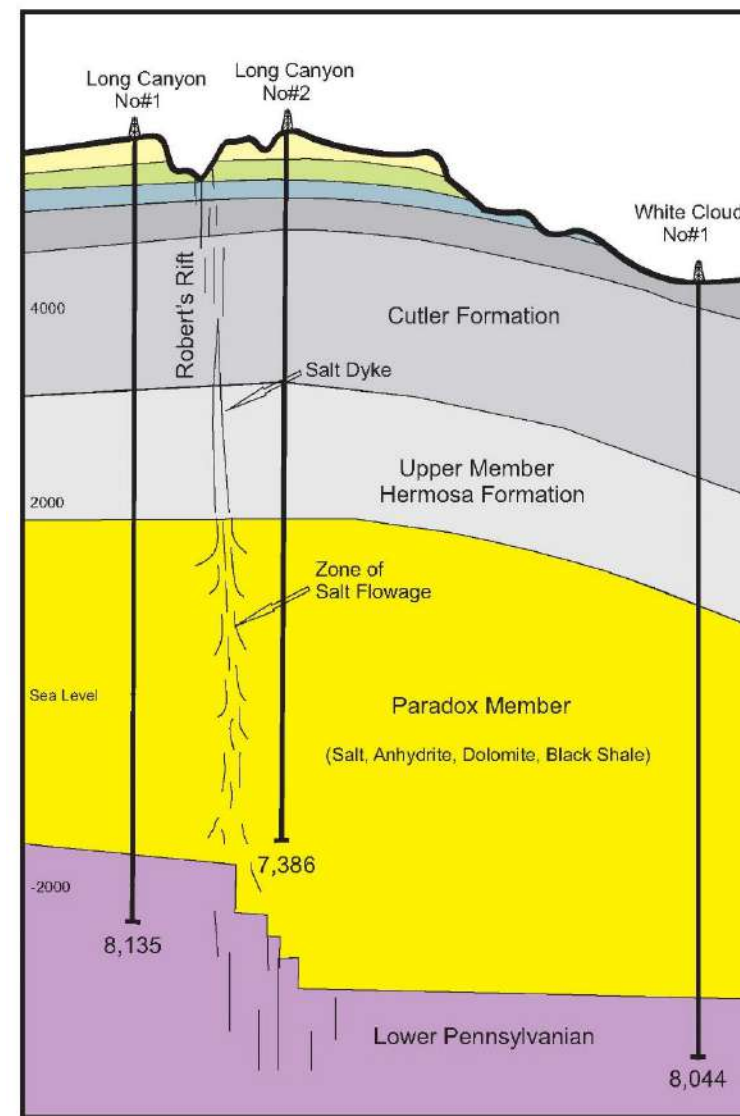 Long Canyon
No#1
Long Canyon
No#2
White Cloud
No#1
Robert's Rift
4000
Cutler Formation
Salt Dyke
Upper Member
Hermosa Formation
2000
Zone of
Salt Flowage
Sea Level
Paradox Member
(Salt, Anhydrite, Dolomite, Black Shale)
7,386
-2000
8,135
Lower Pennsylvanian
8,044